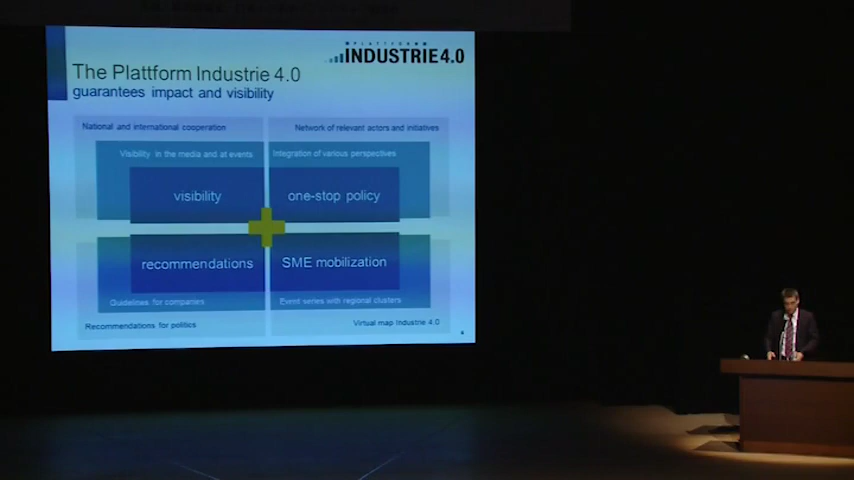 PLATTFORM
INDUSTRIE4.0
The Plattform Industrie 4.0
guarantees impact and visibility
National and international cooperation
Network of relevant actors and initiatives
Visibility in the media and at events
Integration of various perspectives
visibility
one-stop policy
recommendations
SME mobilization
Guidelines for companies
Event series with regional clusters
Recommendations for politics
Virtual map Industrie 4.0